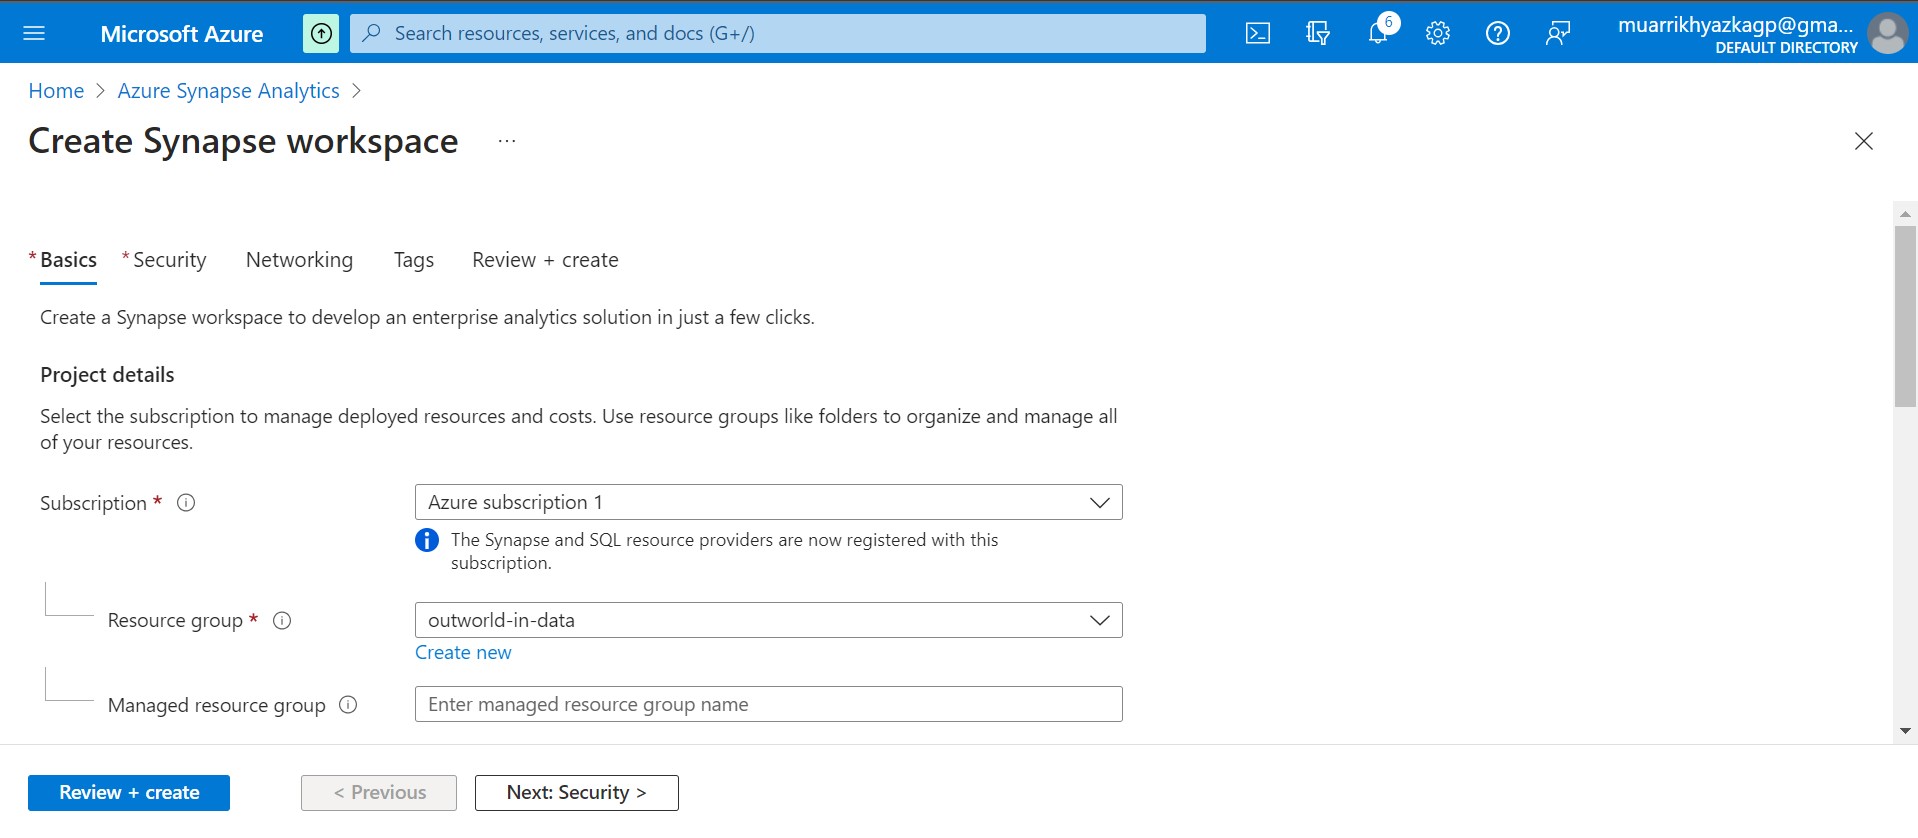 Microsoft Azure
Search resources, services, and docs (G+/)
6
muarrikhyazkagp@gma...
DEFAULT DIRECTORY
Home > Azure Synapse Analytics >
Create Synapse workspace ...
* Basics * Security Networking Tags Review + create
Create a Synapse workspace to develop an enterprise analytics solution in just a few clicks.
Project details
Select the subscription to manage deployed resources and costs. Use resource groups like folders to organize and manage all
of your resources.
Subscription *
Azure subscription 1
The Synapse and SQL resource providers are now registered with this
subscription.
Resource group *
outworld-in-data
Create new
Managed resource group
Enter managed resource group name
Review + create
< Previous
Next: Security >